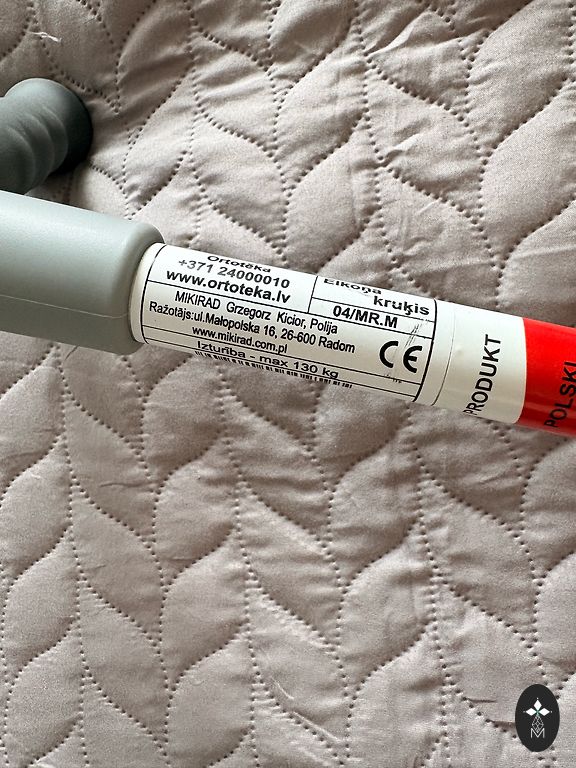 Ortotēka
+371 24000010
www.ortoteka.lv
Elkoņa
kruķis
04/MR.M
MIKIRAD Grzegorz Kicior, Polija
Ražotājs:ul.Małopolska 16, 26-600 Radom
www.mikirad.com.pl
Izturība - max 130 kg
CE
PRODUKT
POLSKI
M